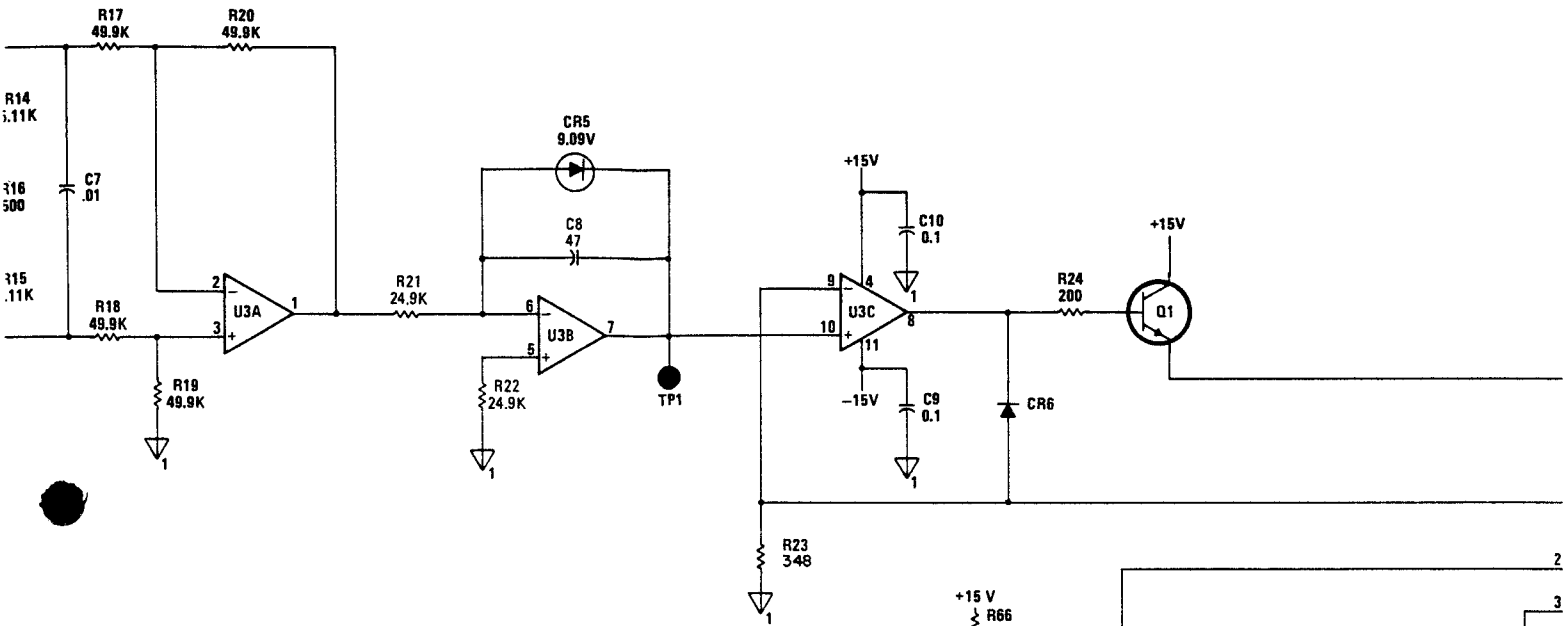 R17
49.9K
R20
49.9K
R14
R16
R15
C7
.01
R18
49.9K
R19
49.9K
1
2
3
U3A
1
R21
24.9K
CR5
9.09V
C8
47
6
5
U3B
7
R22
24.9K
1
TP1
+15V
C10
0.1
1
9
4
10
U3C
8
11
-15V
C9
0.1
1
R24
200
+15V
Q1
CR6
R23
348
1
+15 V
R66
2
3